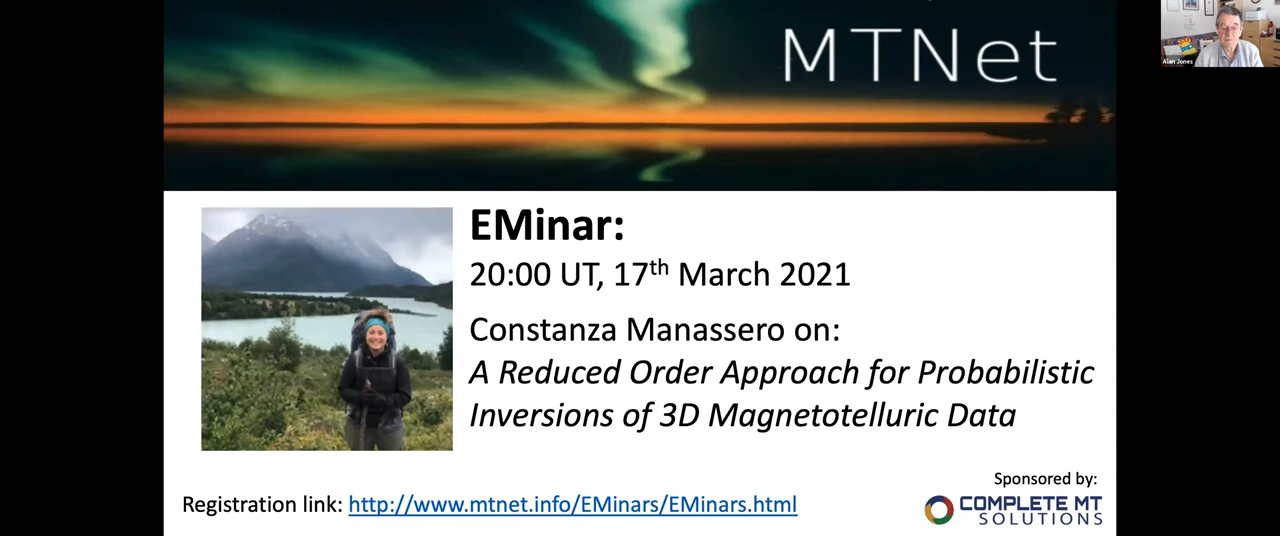 MTNet
Alan Jones
EMinar:
20:00 UT, 17th March 2021
Constanza Manassero on:
A Reduced Order Approach for Probabilistic
Inversions of 3D Magnetotelluric Data
Sponsored by:
Registration link: http://www.mtnet.info/EMinars/EMinars.html
COMPLETE MT
SOLUTIONS